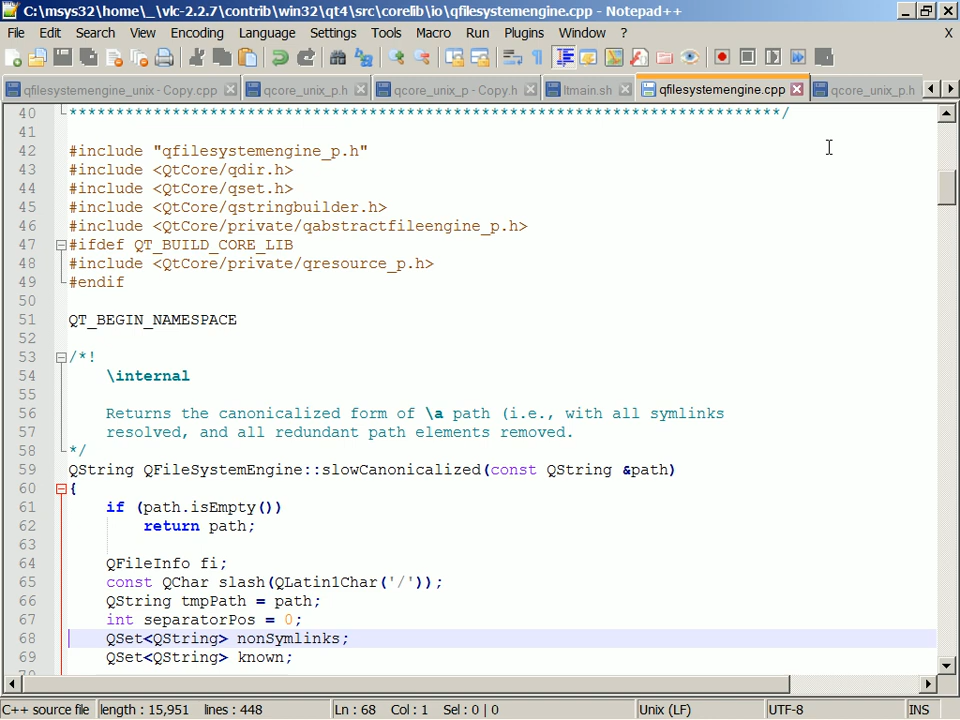 C:\msys32\home\_\vlc-2.2.7\contrib\win32\qt4\src\corelib\io\qfilesystemengine.cpp - Notepad++
File Edit Search View Encoding Language Settings Tools Macro Run Plugins Window ? X
qfilesystemengine_unix - Copy.cpp qcore_unix_p.h qcore_unix_p - Copy.h ltmain.sh qfilesystemengine.cpp qcore_unix_p.h
40 *****************************************************************************/
41
42 #include "qfilesystemengine_p.h"
43 #include <QtCore/qdir.h>
44 #include <QtCore/qset.h>
45 #include <QtCore/qstringbuilder.h>
46 #include <QtCore/private/qabstractfileengine_p.h>
47 #ifdef QT_BUILD_CORE_LIB
48 #include <QtCore/private/qresource_p.h>
49 #endif
50
51 QT_BEGIN_NAMESPACE
52
53 /*!
54 \internal
55
56 Returns the canonicalized form of \a path (i.e., with all symlinks
57 resolved, and all redundant path elements removed.
58 */
59 QString QFileSystemEngine::slowCanonicalized(const QString &path)
60 {
61 if (path.isEmpty())
62 return path;
63
64 QFileInfo fi;
65 const QChar slash(QLatin1Char('/'));
66 QString tmpPath = path;
67 int separatorPos = 0;
68 QSet<QString> nonSymlinks;
69 QSet<QString> known;
C++ source file length : 15,951 lines : 448 Ln : 68 Col : 1 Sel : 0 | 0 Unix (LF) UTF-8 INS